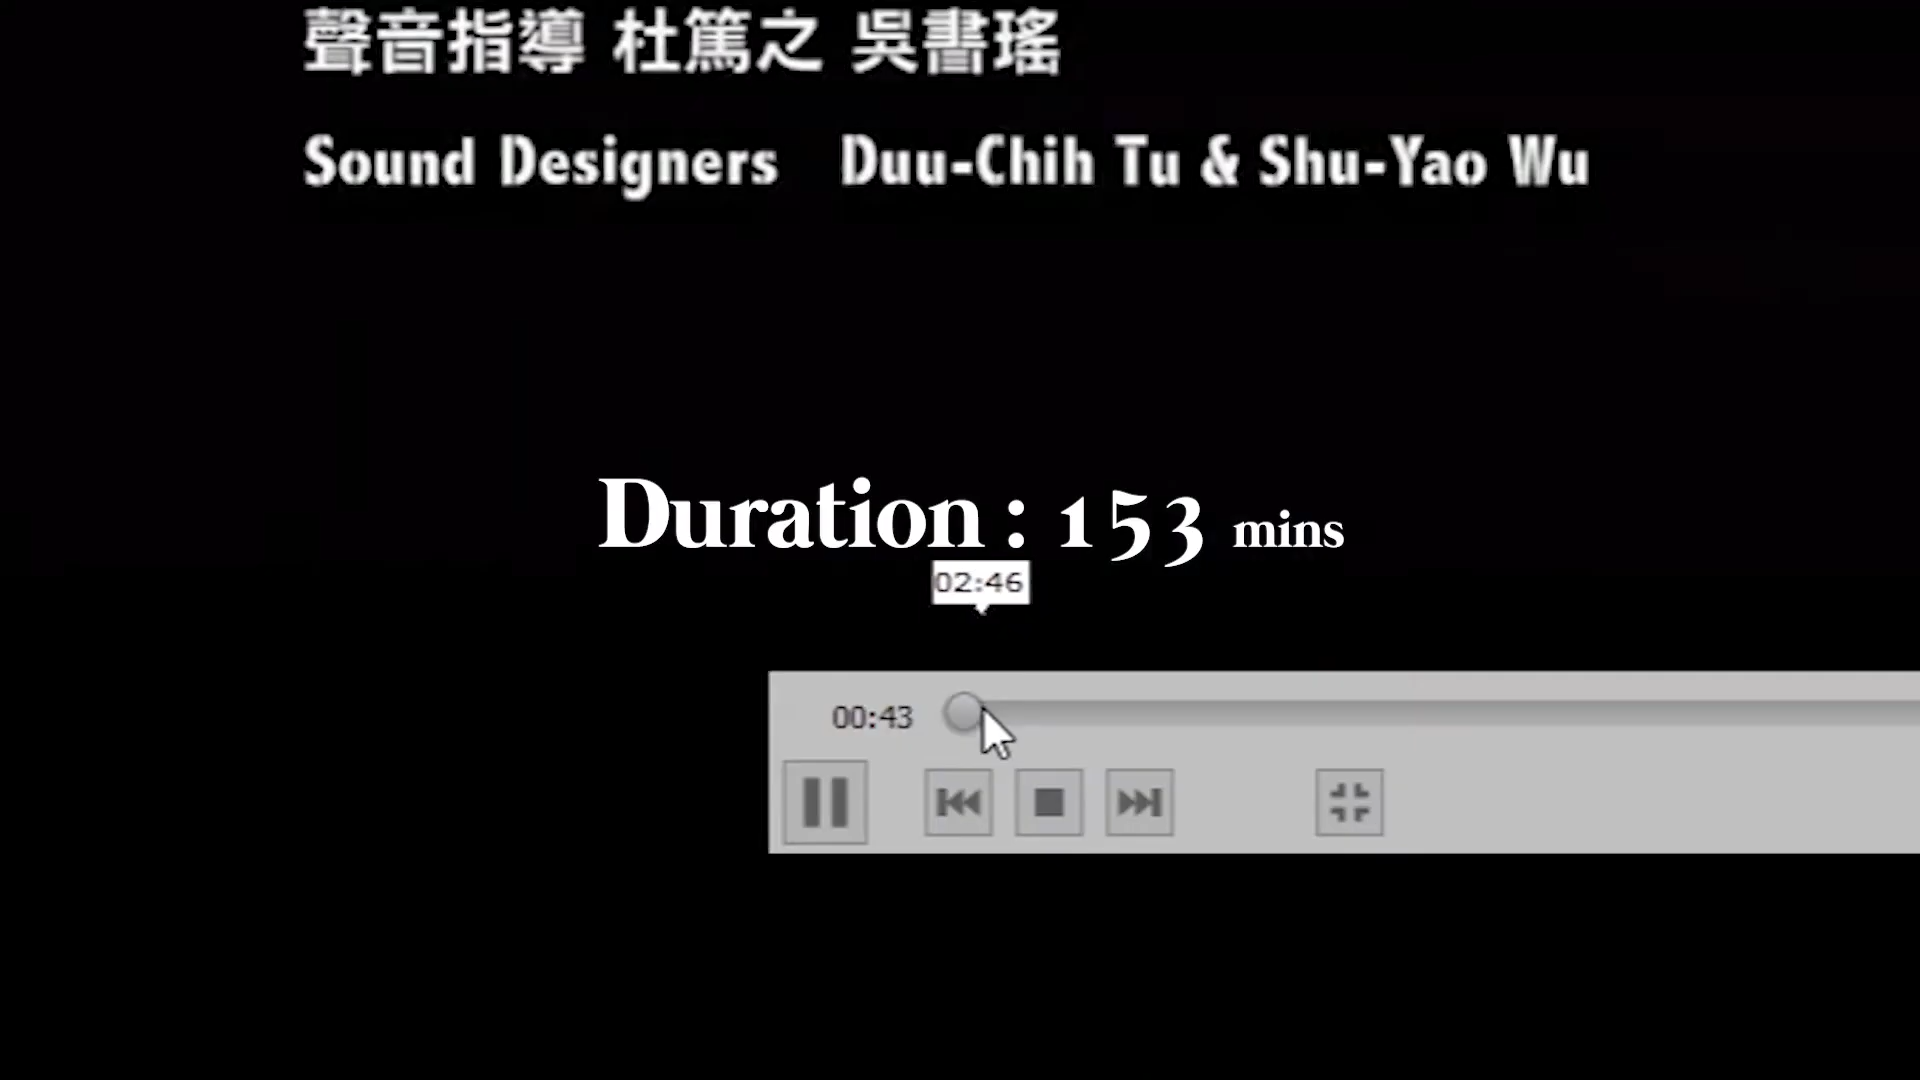 聲音指導 杜篤之 吳書瑤
Sound Designers Duu-Chih Tu & Shu-Yao Wu
Duration : 153 mins
02:46
00:43